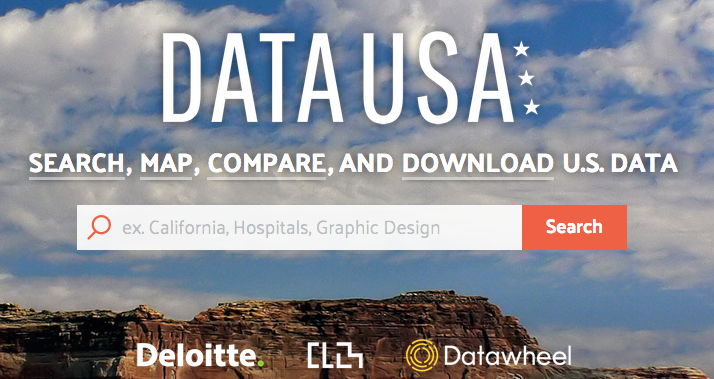 DATA USA
SEARCH, MAP, COMPARE, AND DOWNLOAD U.S. DATA
ex. California, Hospitals, Graphic Design Search
Deloitte. Datawheel